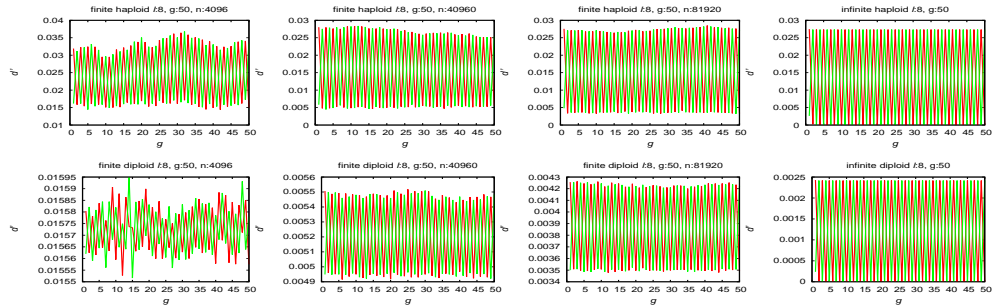 finite haploid ℓ:8, g:50, n:4096
0.04
0.035
0.03
0.025
0.02
0.015
0.01
d'
0 5 10 15 20 25 30 35 40 45 50
g
finite haploid ℓ:8, g:50, n:40960
0.03
0.025
0.02
0.015
0.01
0.005
0
d'
0 5 10 15 20 25 30 35 40 45 50
g
finite haploid ℓ:8, g:50, n:81920
0.03
0.025
0.02
0.015
0.01
0.005
0
d'
0 5 10 15 20 25 30 35 40 45 50
g
infinite haploid ℓ:8, g:50
0.03
0.025
0.02
0.015
0.01
0.005
0
d'
0 5 10 15 20 25 30 35 40 45 50
g
finite diploid ℓ:8, g:50, n:4096
0.01595
0.0159
0.01585
0.0158
0.01575
0.0157
0.01565
0.0156
0.01555
0.0155
d'
0 5 10 15 20 25 30 35 40 45 50
g
finite diploid ℓ:8, g:50, n:40960
0.0056
0.0055
0.0054
0.0053
0.0052
0.0051
0.005
0.0049
d'
0 5 10 15 20 25 30 35 40 45 50
g
finite diploid ℓ:8, g:50, n:81920
0.0043
0.0042
0.0041
0.004
0.0039
0.0038
0.0037
0.0036
0.0035
0.0034
d'
0 5 10 15 20 25 30 35 40 45 50
g
infinite diploid ℓ:8, g:50
0.0025
0.002
0.0015
0.001
0.0005
0
d'
0 5 10 15 20 25 30 35 40 45 50
g